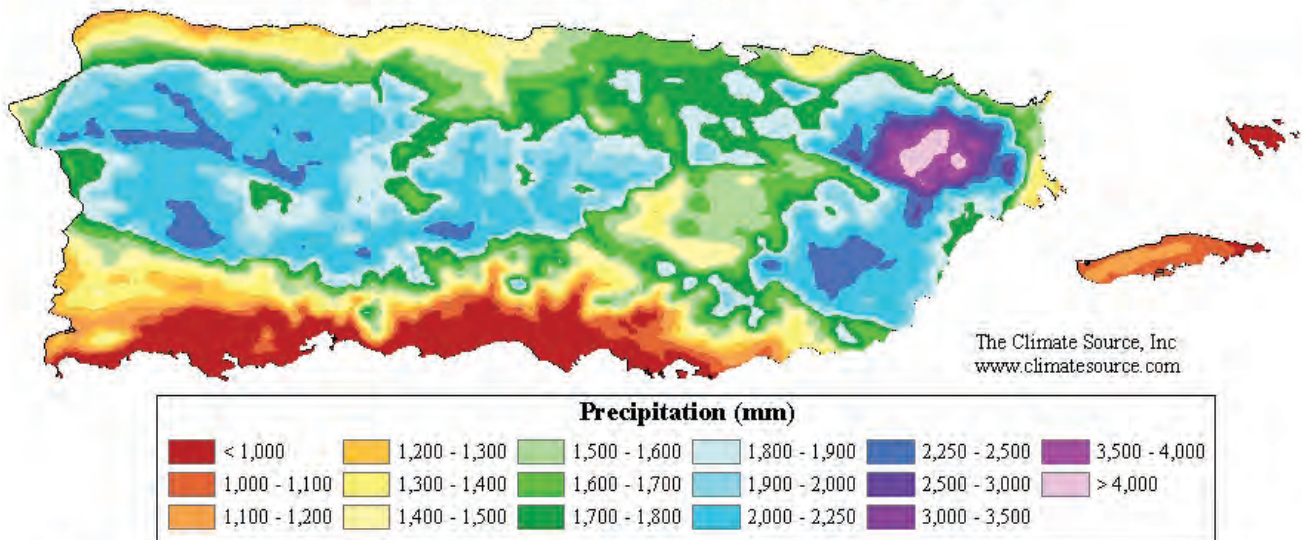 The Climate Source, Inc
www.climatesource.com
Precipitation (mm)
< 1,000 1,200 - 1,300 1,500 - 1,600 1,800 - 1,900 2,250 - 2,500 3,500 - 4,000
1,000 - 1,100 1,300 - 1,400 1,600 - 1,700 1,900 - 2,000 2,500 - 3,000 > 4,000
1,100 - 1,200 1,400 - 1,500 1,700 - 1,800 2,000 - 2,250 3,000 - 3,500